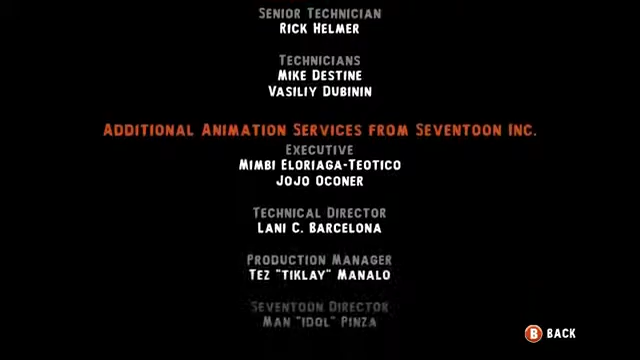 Senior Technician
Rick Helmer
Technicians
Mike Destine
Vasiliy Dubinin
Additional Animation Services from Seventoon Inc.
Executive
Mimbi Eloriaga-Teotico
Jojo Oconer
Technical Director
Lani C. Barcelona
Production Manager
Tez "tiklay" Manalo
Seventoon Director
Man "idol" Pinza
B Back